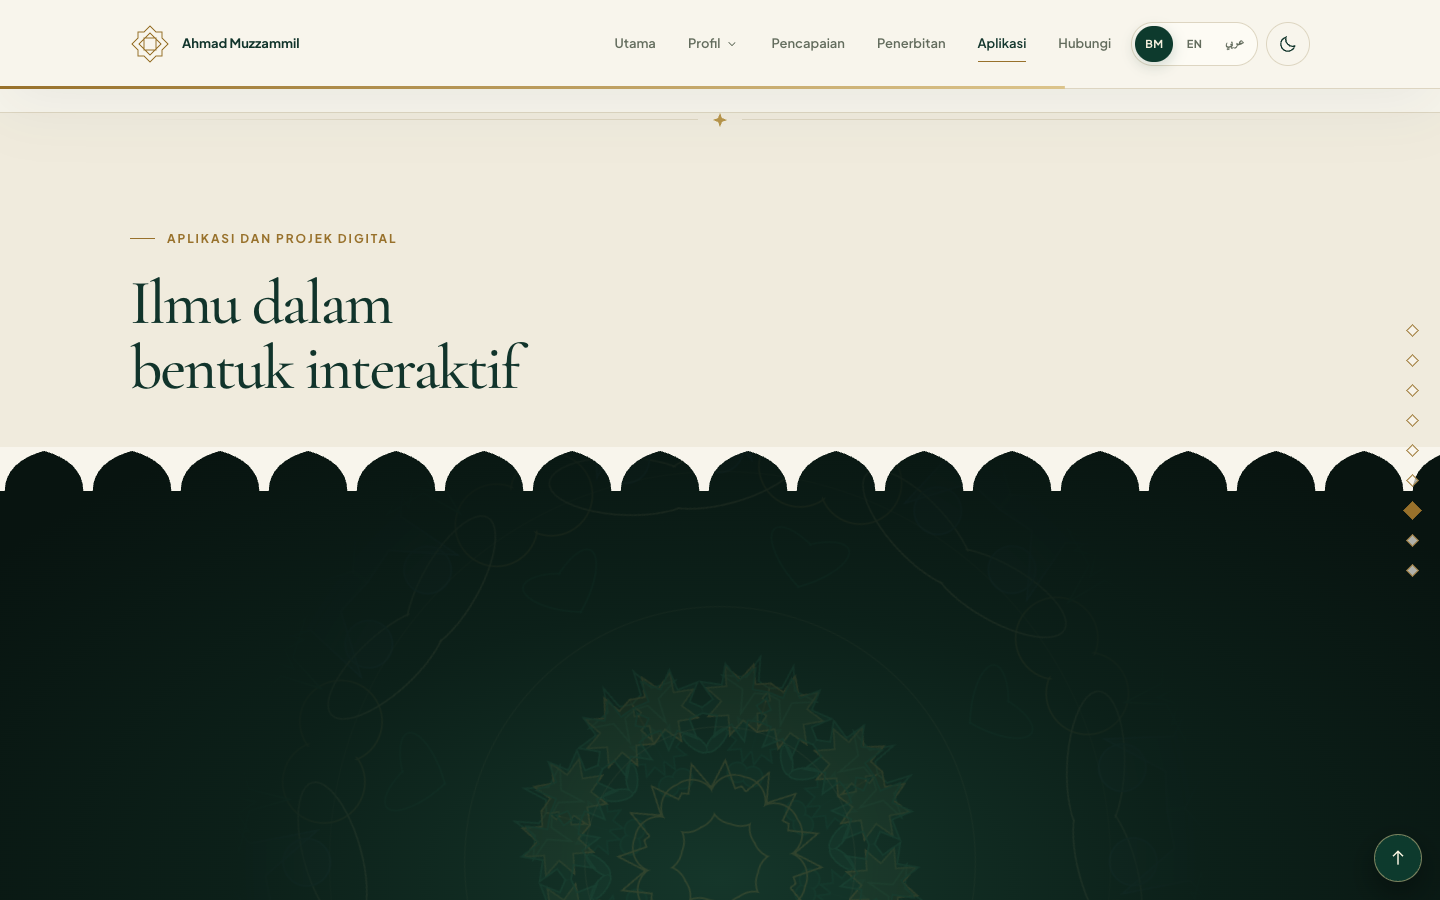 Ahmad Muzzammil
Utama Profil Pencapaian Penerbitan Aplikasi Hubungi BM EN عربي
APLIKASI DAN PROJEK DIGITAL
Ilmu dalam
bentuk interaktif